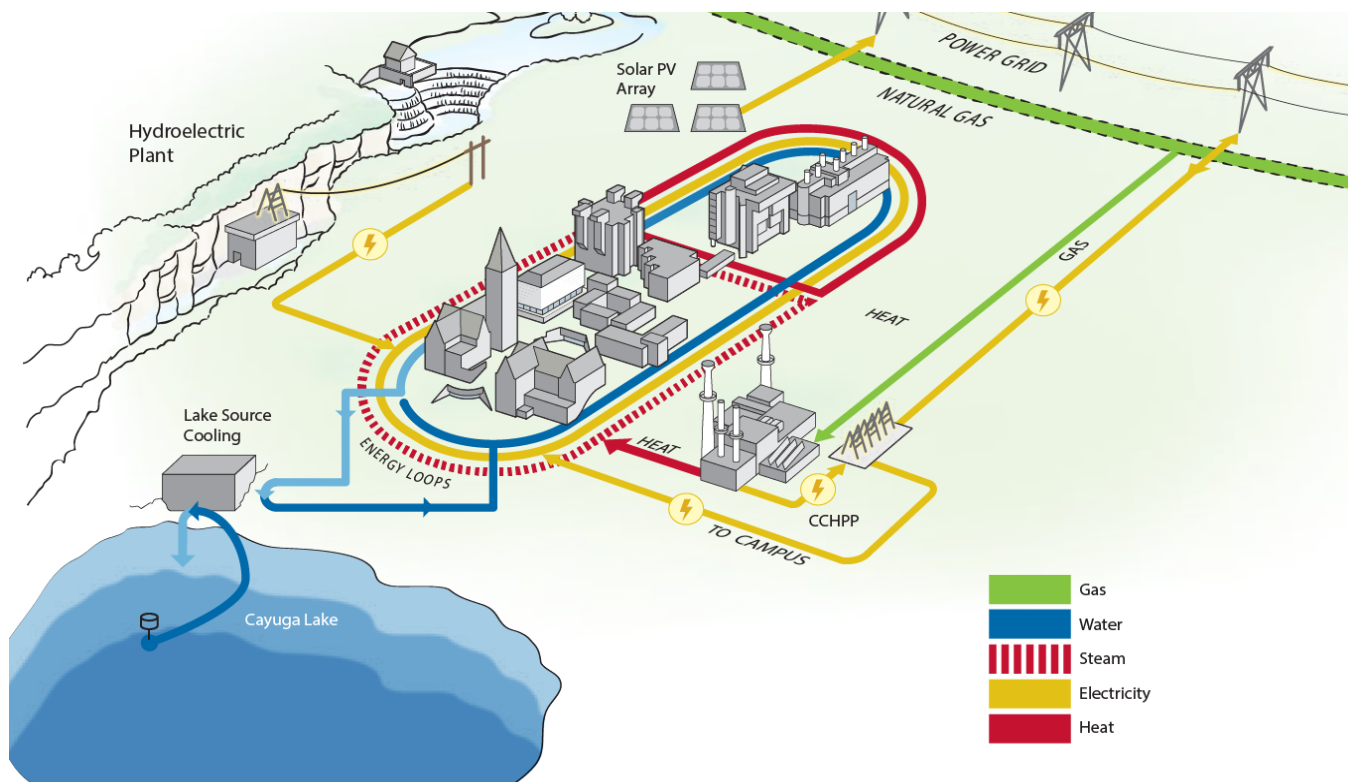 Solar PV
Array
POWER GRID
NATURAL GAS
Hydroelectric
Plant
GAS
HEAT
Lake Source
Cooling
ENERGY LOOPS
HEAT
CCHPP
TO CAMPUS
Cayuga Lake
Gas
Water
Steam
Electricity
Heat